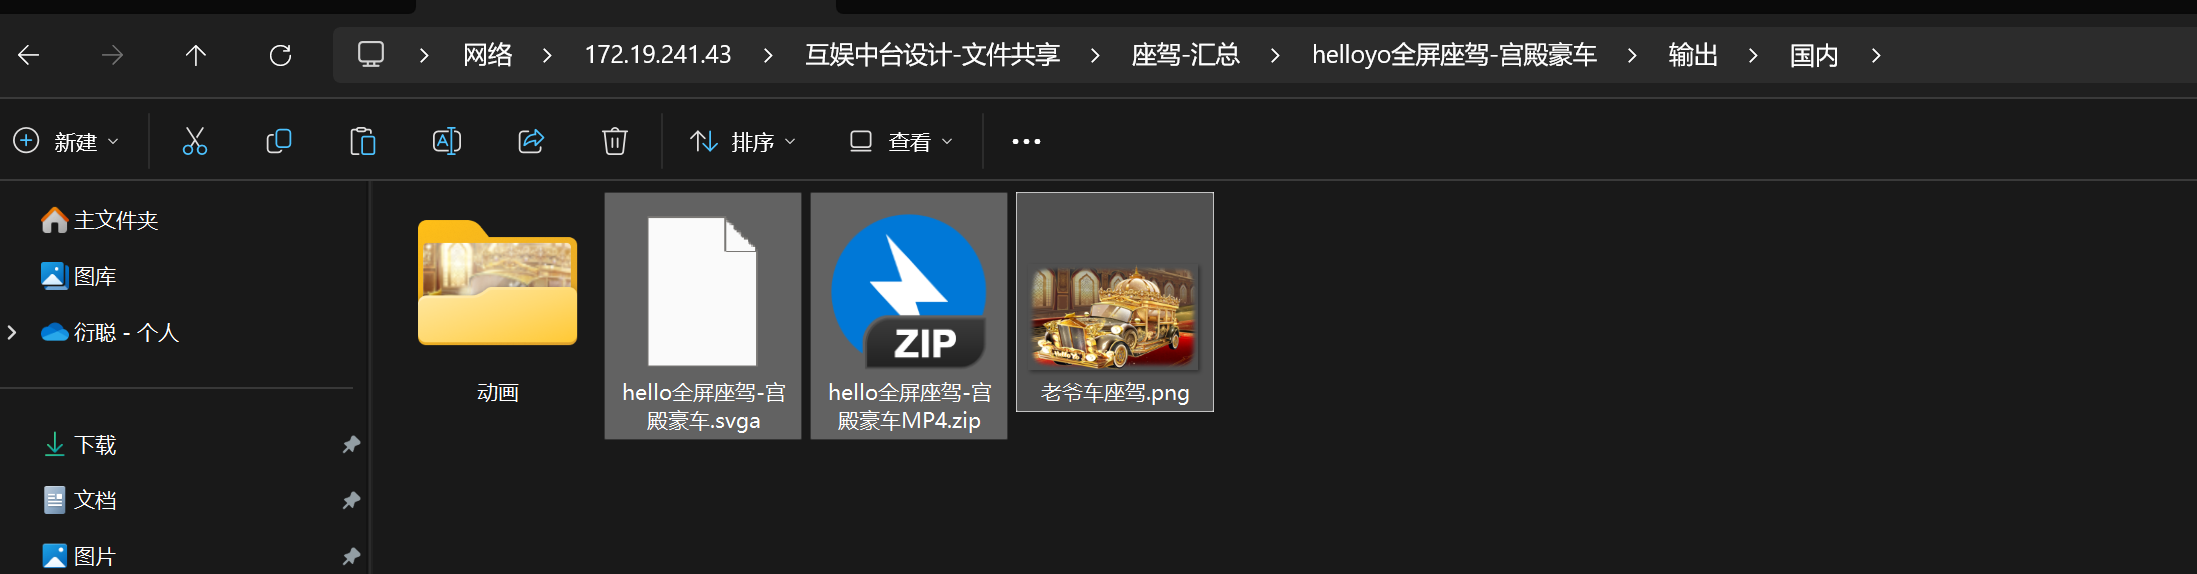 网络 > 172.19.241.43 > 互娱中台设计-文件共享 > 座驾-汇总 > helloyo全屏座驾-宫殿豪车 > 输出 > 国内 >
新建 排序 查看
主文件夹
图库
衍聪 - 个人
下载
文档
图片
动画
hello全屏座驾-宫
殿豪车.svga
ZIP
hello全屏座驾-宫
殿豪车MP4.zip
老爷车座驾.png